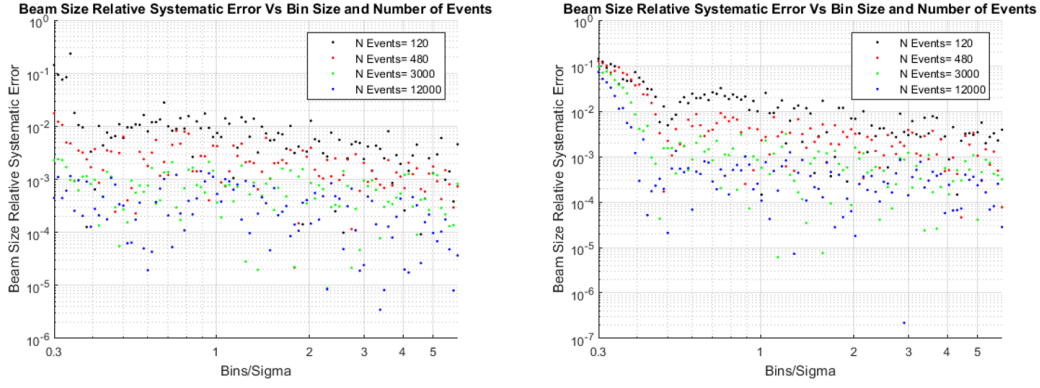 Beam Size Relative Systematic Error Vs Bin Size and Number of Events
10^0
10^-1
10^-2
10^-3
10^-4
10^-5
10^-6
Beam Size Relative Systematic Error
N Events= 120
N Events= 480
N Events= 3000
N Events= 12000
0.3 1 2 3 4 5
Bins/Sigma
Beam Size Relative Systematic Error Vs Bin Size and Number of Events
10^0
10^-1
10^-2
10^-3
10^-4
10^-5
10^-6
10^-7
Beam Size Relative Systematic Error
N Events= 120
N Events= 480
N Events= 3000
N Events= 12000
0.3 1 2 3 4 5
Bins/Sigma